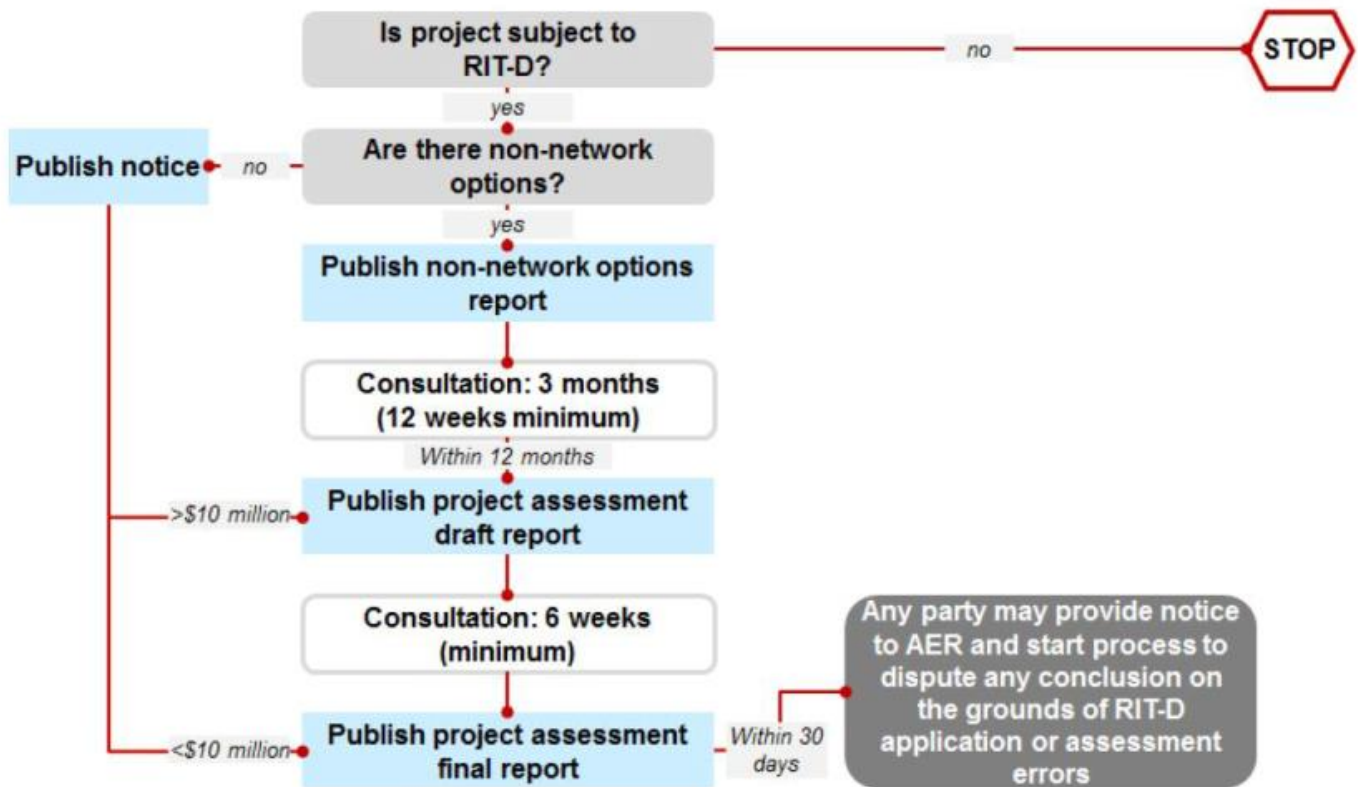 Is project subject to
RIT-D?
no
STOP
yes
Publish notice
no
Are there non-network
options?
yes
Publish non-network options
report
Consultation: 3 months
(12 weeks minimum)
Within 12 months
>$10 million
Publish project assessment
draft report
Consultation: 6 weeks
(minimum)
<$10 million
Publish project assessment
final report
Within 30
days
Any party may provide notice
to AER and start process to
dispute any conclusion on
the grounds of RIT-D
application or assessment
errors